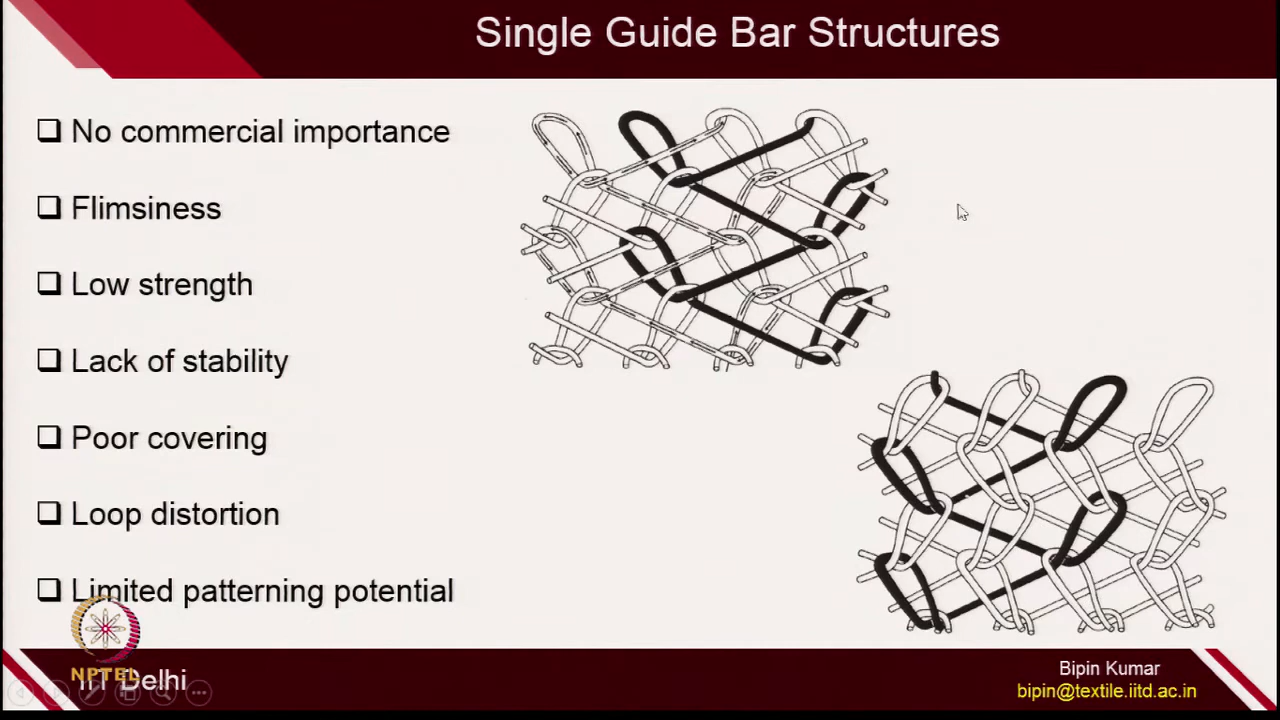 Single Guide Bar Structures
No commercial importance
Flimsiness
Low strength
Lack of stability
Poor covering
Loop distortion
Limited patterning potential
NPTEL
IIT Delhi
Bipin Kumar
bipin@textile.iitd.ac.in